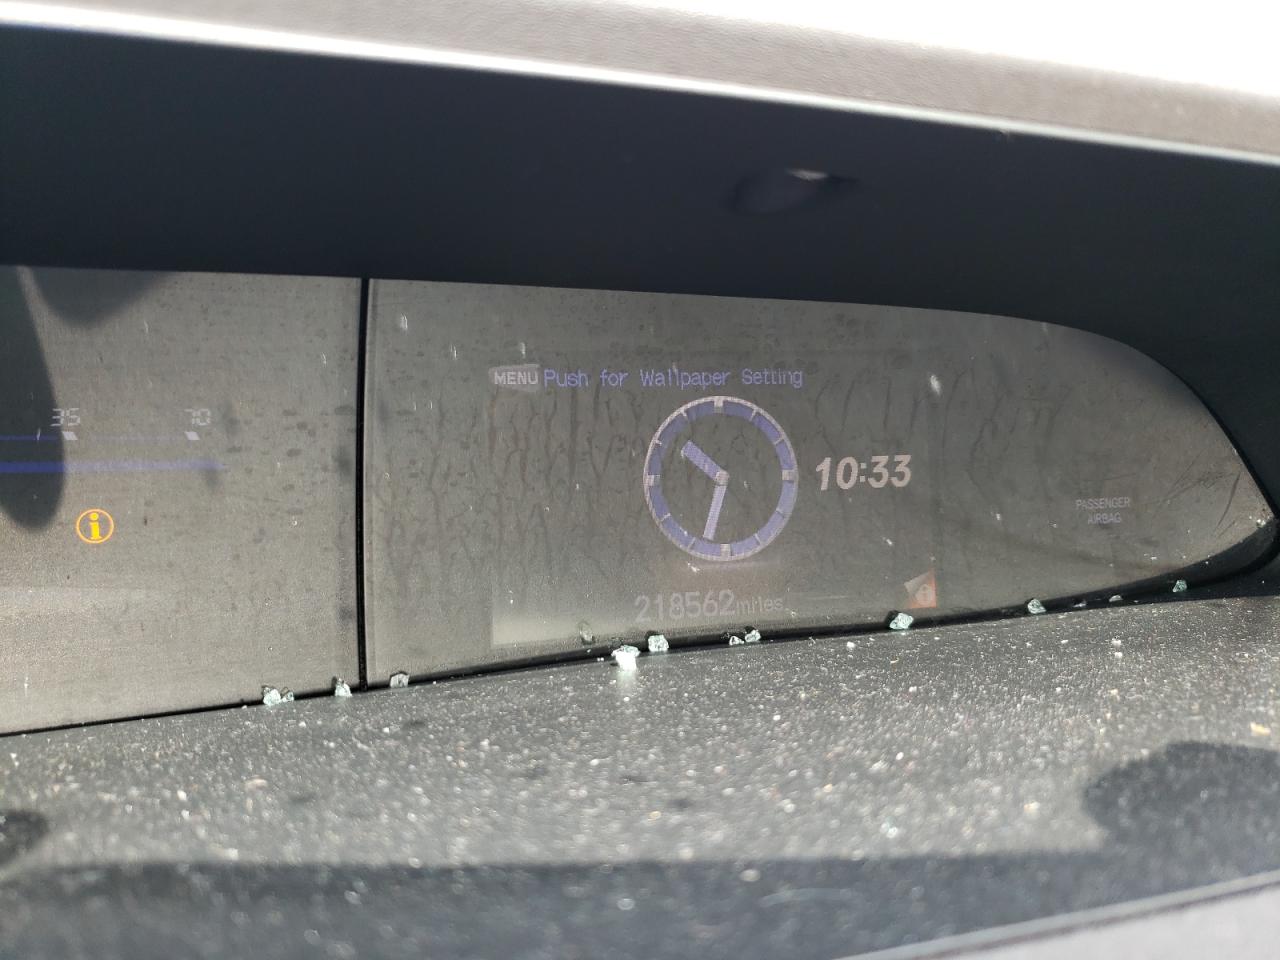 35 70
MENU Push for Wallpaper Setting
10:33
i
PASSENGER
AIRBAG
218562 miles